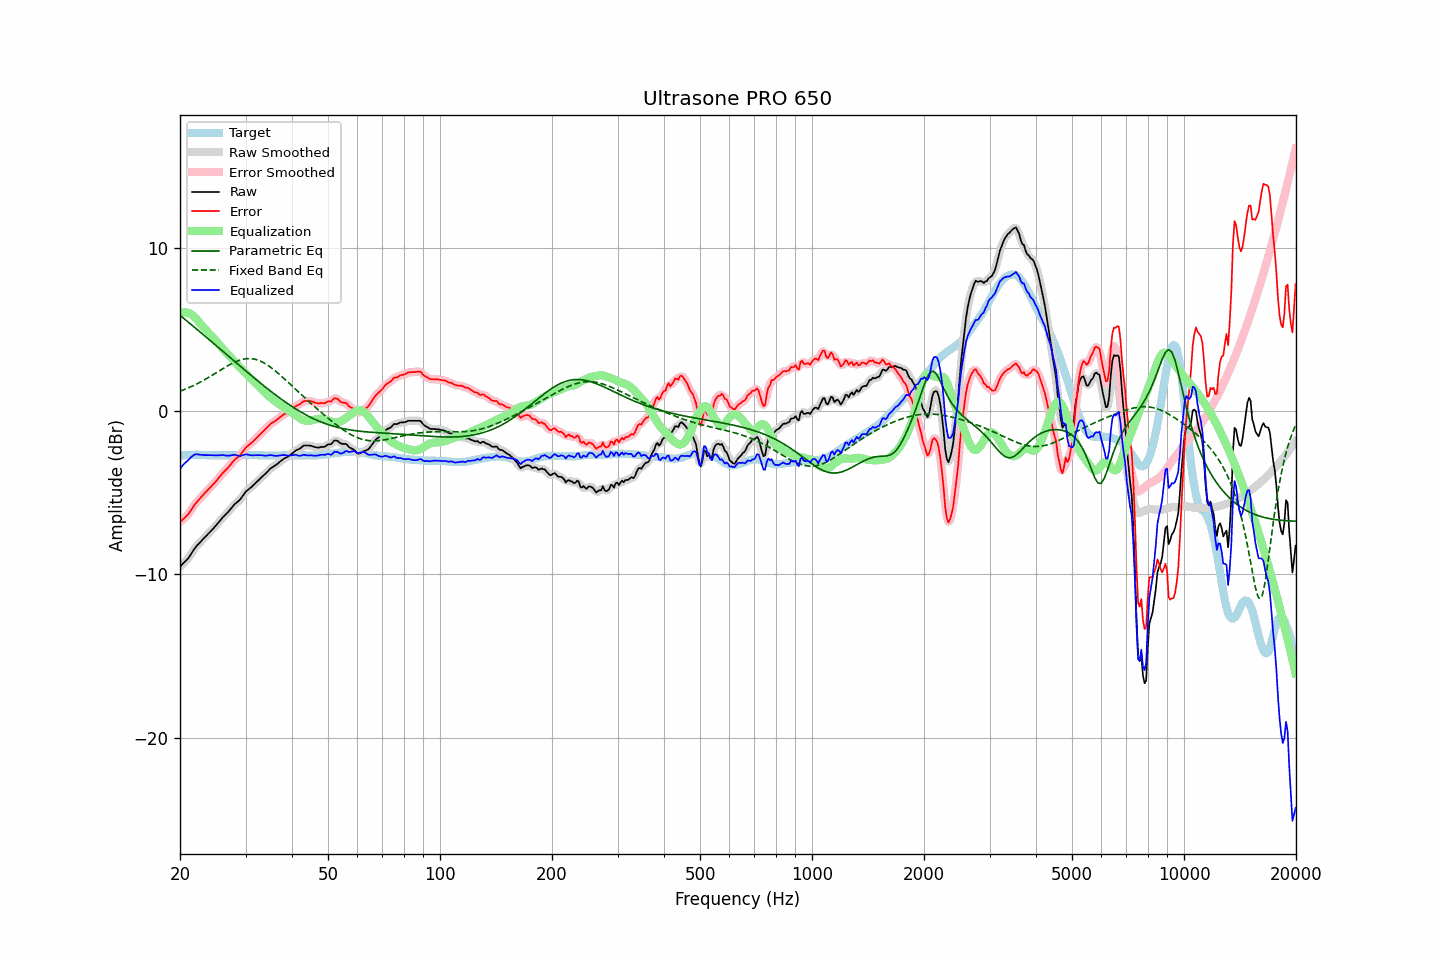 Ultrasone PRO 650
Target
Raw Smoothed
Error Smoothed
Raw
Error
Equalization
Parametric Eq
Fixed Band Eq
Equalized
10
0
−10
−20
Amplitude (dBr)
20 50 100 200 500 1000 2000 5000 10000 20000
Frequency (Hz)